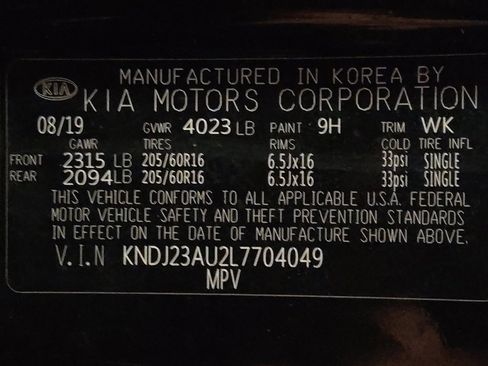 MANUFACTURED IN KOREA BY
KIA KIA MOTORS CORPORATION
08/19 GVWR 4023 LB PAINT 9H TRIM WK
GAWR TIRES RIMS COLD TIRE INFL
FRONT 2315 LB 205/60R16 6.5Jx16 33psi SINGLE
REAR 2094 LB 205/60R16 6.5Jx16 33psi SINGLE
THIS VEHICLE CONFORMS TO ALL APPLICABLE U.S.A. FEDERAL
MOTOR VEHICLE SAFETY AND THEFT PREVENTION STANDARDS
IN EFFECT ON THE DATE OF MANUFACTURE SHOWN ABOVE.
V.I.N KNDJ23AU2L7704049
MPV